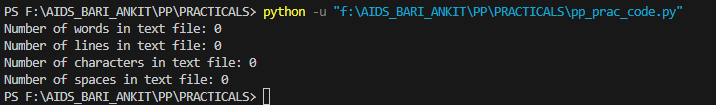 PS F:\AIDS_BARI_ANKIT\PP\PRACTICALS> python -u "f:\AIDS_BARI_ANKIT\PP\PRACTICALS\pp_prac_code.py"
Number of words in text file: 0
Number of lines in text file: 0
Number of characters in text file: 0
Number of spaces in text file: 0
PS F:\AIDS_BARI_ANKIT\PP\PRACTICALS>